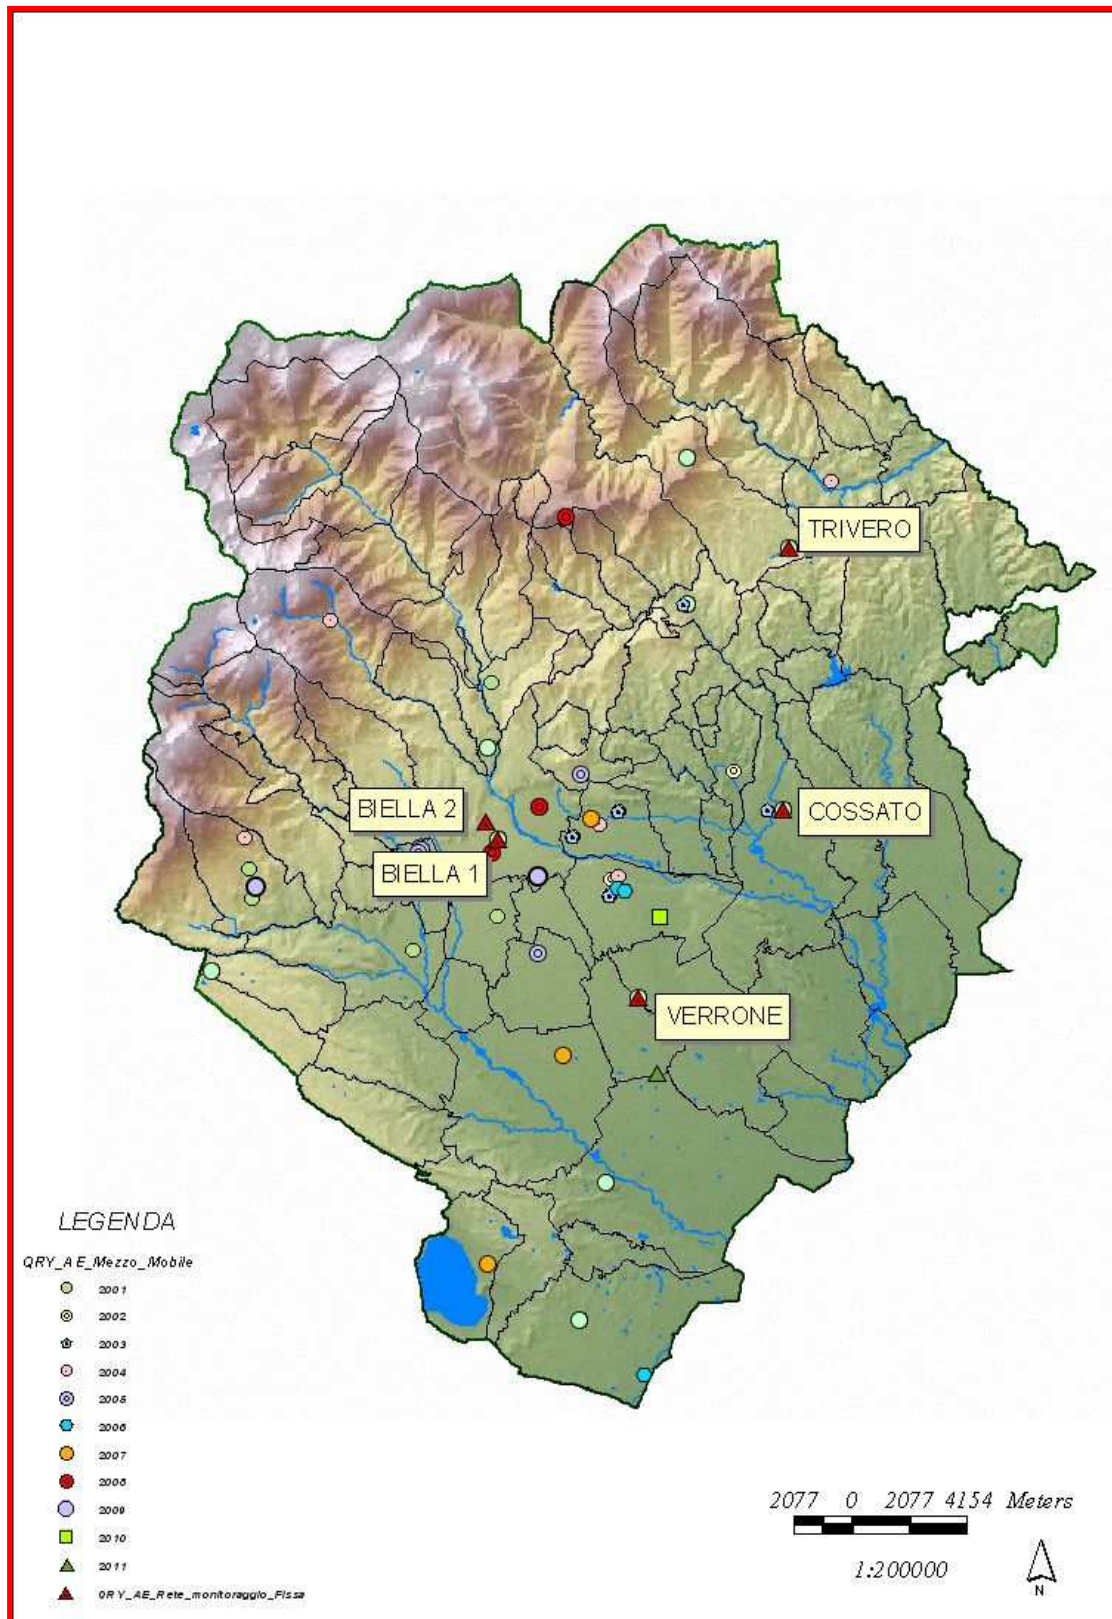 TRIVERO
BIELLA 2
COSSATO
BIELLA 1
VERRONE
LEGENDA
QRY_AE_Mezzo_Mobile
2001
2002
2003
2004
2005
2006
2007
2008
2009
2010
2011
QRY_AE_Rete_monitoraggio_Fissa
2077 0 2077 4154 Meters
1:200000
N